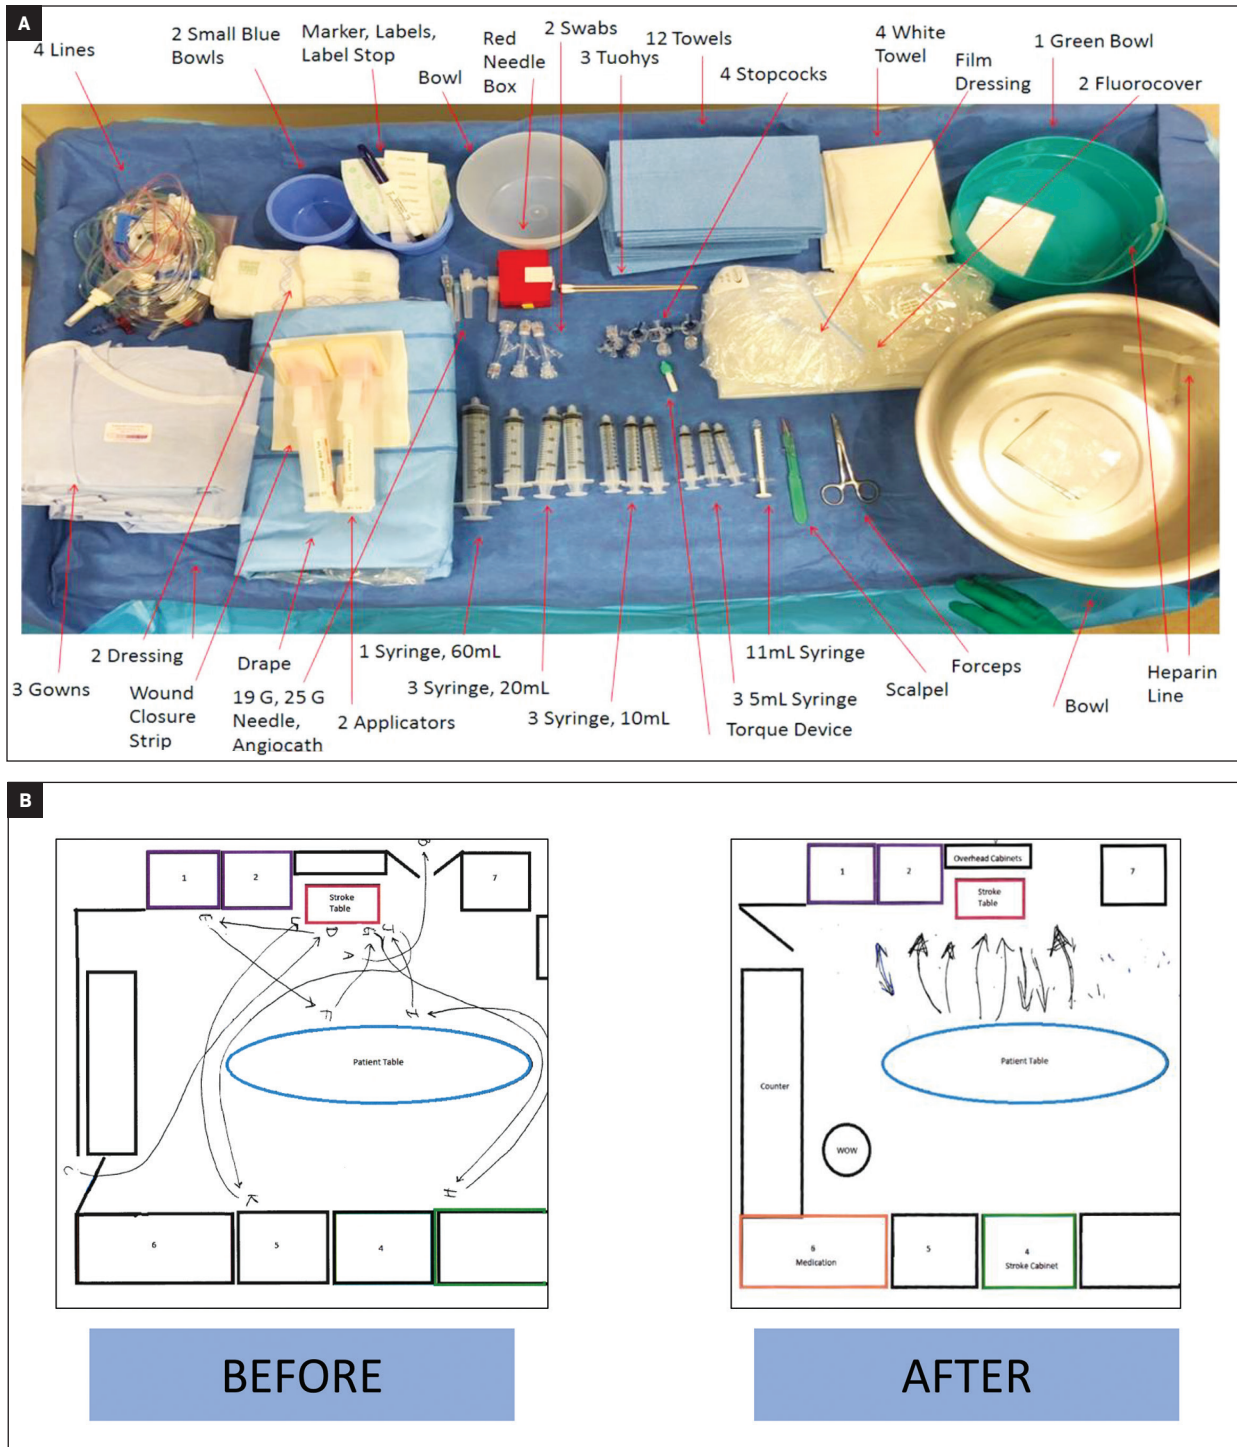 A
4 Lines
2 Small Blue
Bowls
Marker, Labels,
Label Stop
Bowl
Red
Needle
Box
2 Swabs
3 Tuohys
12 Towels
4 Stopcocks
4 White
Towel
Film
Dressing
1 Green Bowl
2 Fluorocover
3 Gowns
2 Dressing
Wound
Closure
Strip
Drape
19 G, 25 G
Needle,
Angiocath
1 Syringe, 60mL
2 Applicators
3 Syringe, 20mL
3 Syringe, 10mL
11mL Syringe
3 5mL Syringe
Torque Device
Scalpel
Forceps
Bowl
Heparin
Line
B
1
2
Stroke
Table
7
B
E
D
G
J
A
F
I
Patient Table
C
K
H
6
5
4
BEFORE
1
2
Overhead Cabinets
Stroke
Table
7
Patient Table
Counter
WOW
6
Medication
5
4
Stroke Cabinet
AFTER